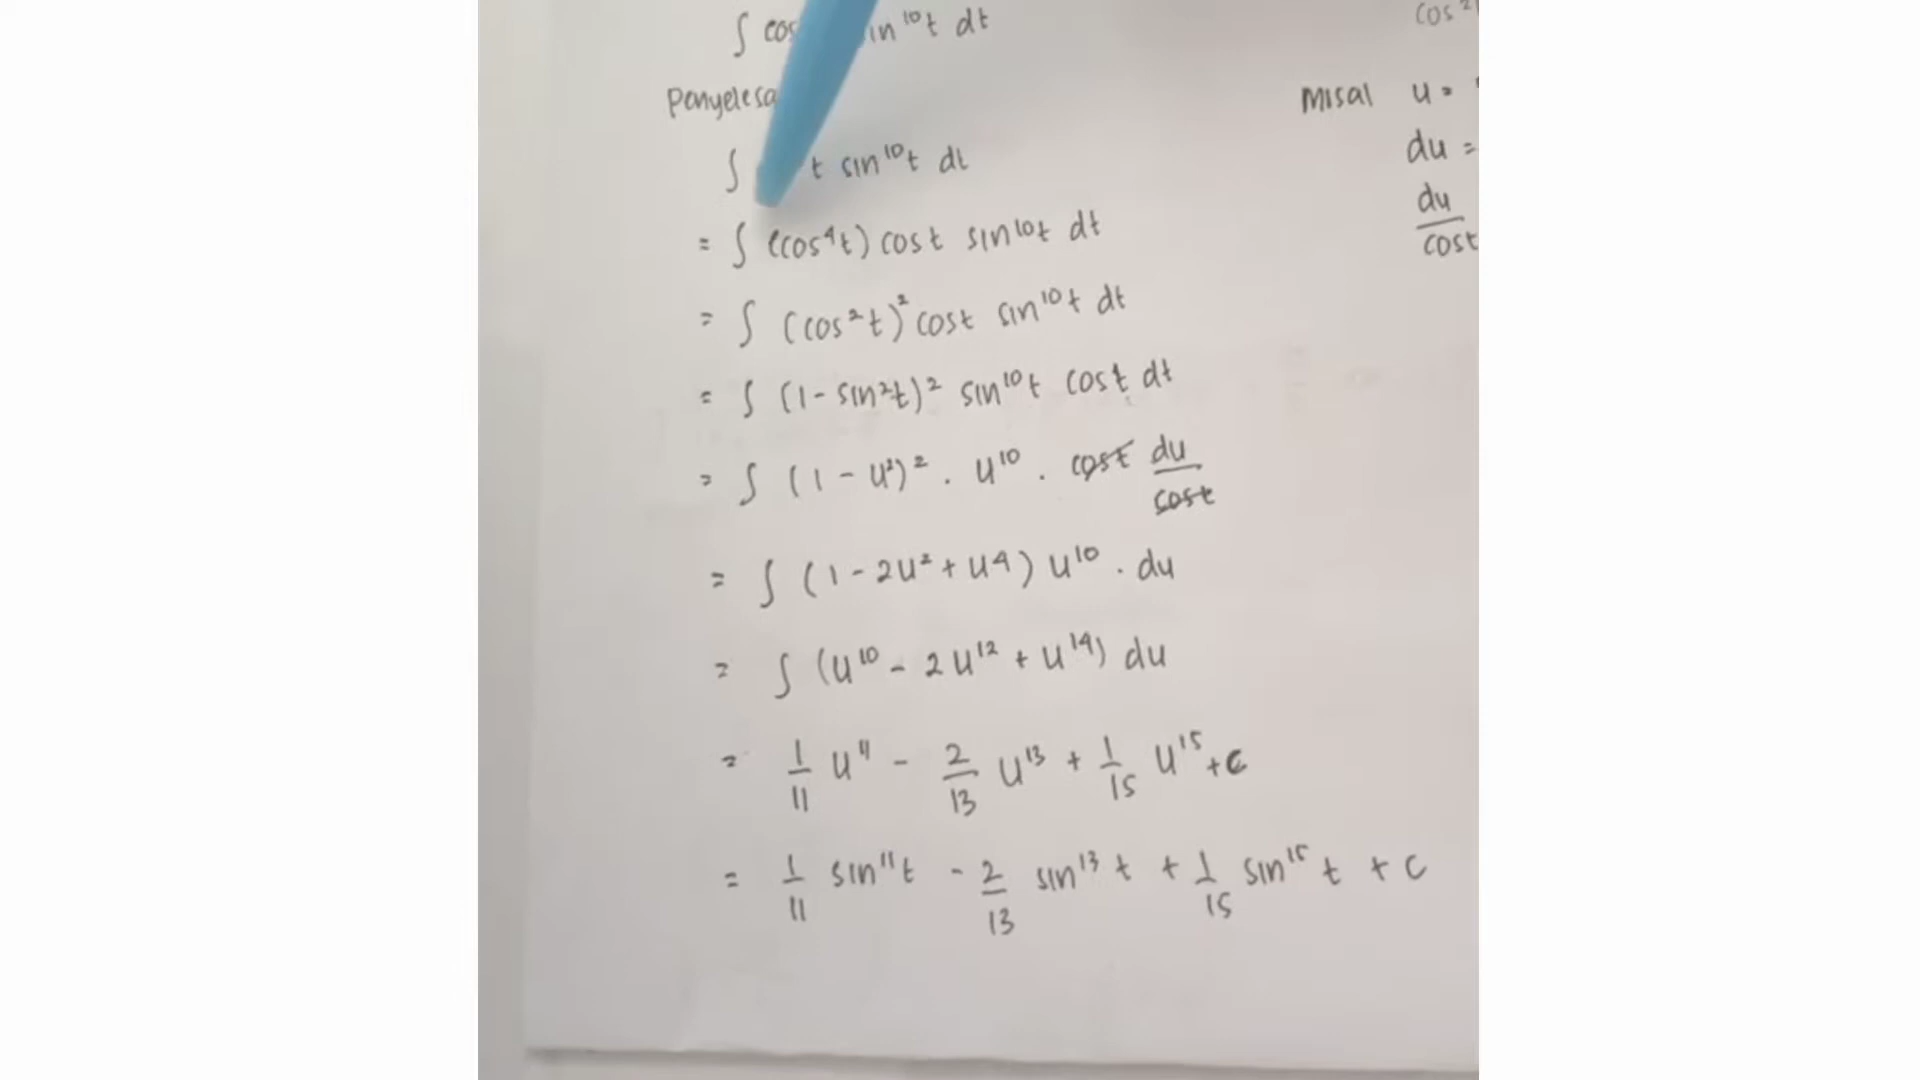 ∫ cos in¹⁰t dt
cos²
Penyelesa
Misal u =
∫ t sin¹⁰t dt
du =
= ∫ (cos⁴t) cos t sin¹⁰t dt
du/cos t
= ∫ (cos²t)² cos t sin¹⁰t dt
= ∫ (1 - sin²t)² sin¹⁰t cos t dt
= ∫ (1 - u²)² . u¹⁰ . cos t du/cos t
= ∫ (1 - 2u² + u4) u¹⁰ . du
= ∫ (u¹⁰ - 2u¹² + u¹⁴) du
= 1/11 u¹¹ - 2/13 u¹³ + 1/15 u¹⁵ + c
= 1/11 sin¹¹t - 2/13 sin¹³t + 1/15 sin¹⁵t + c